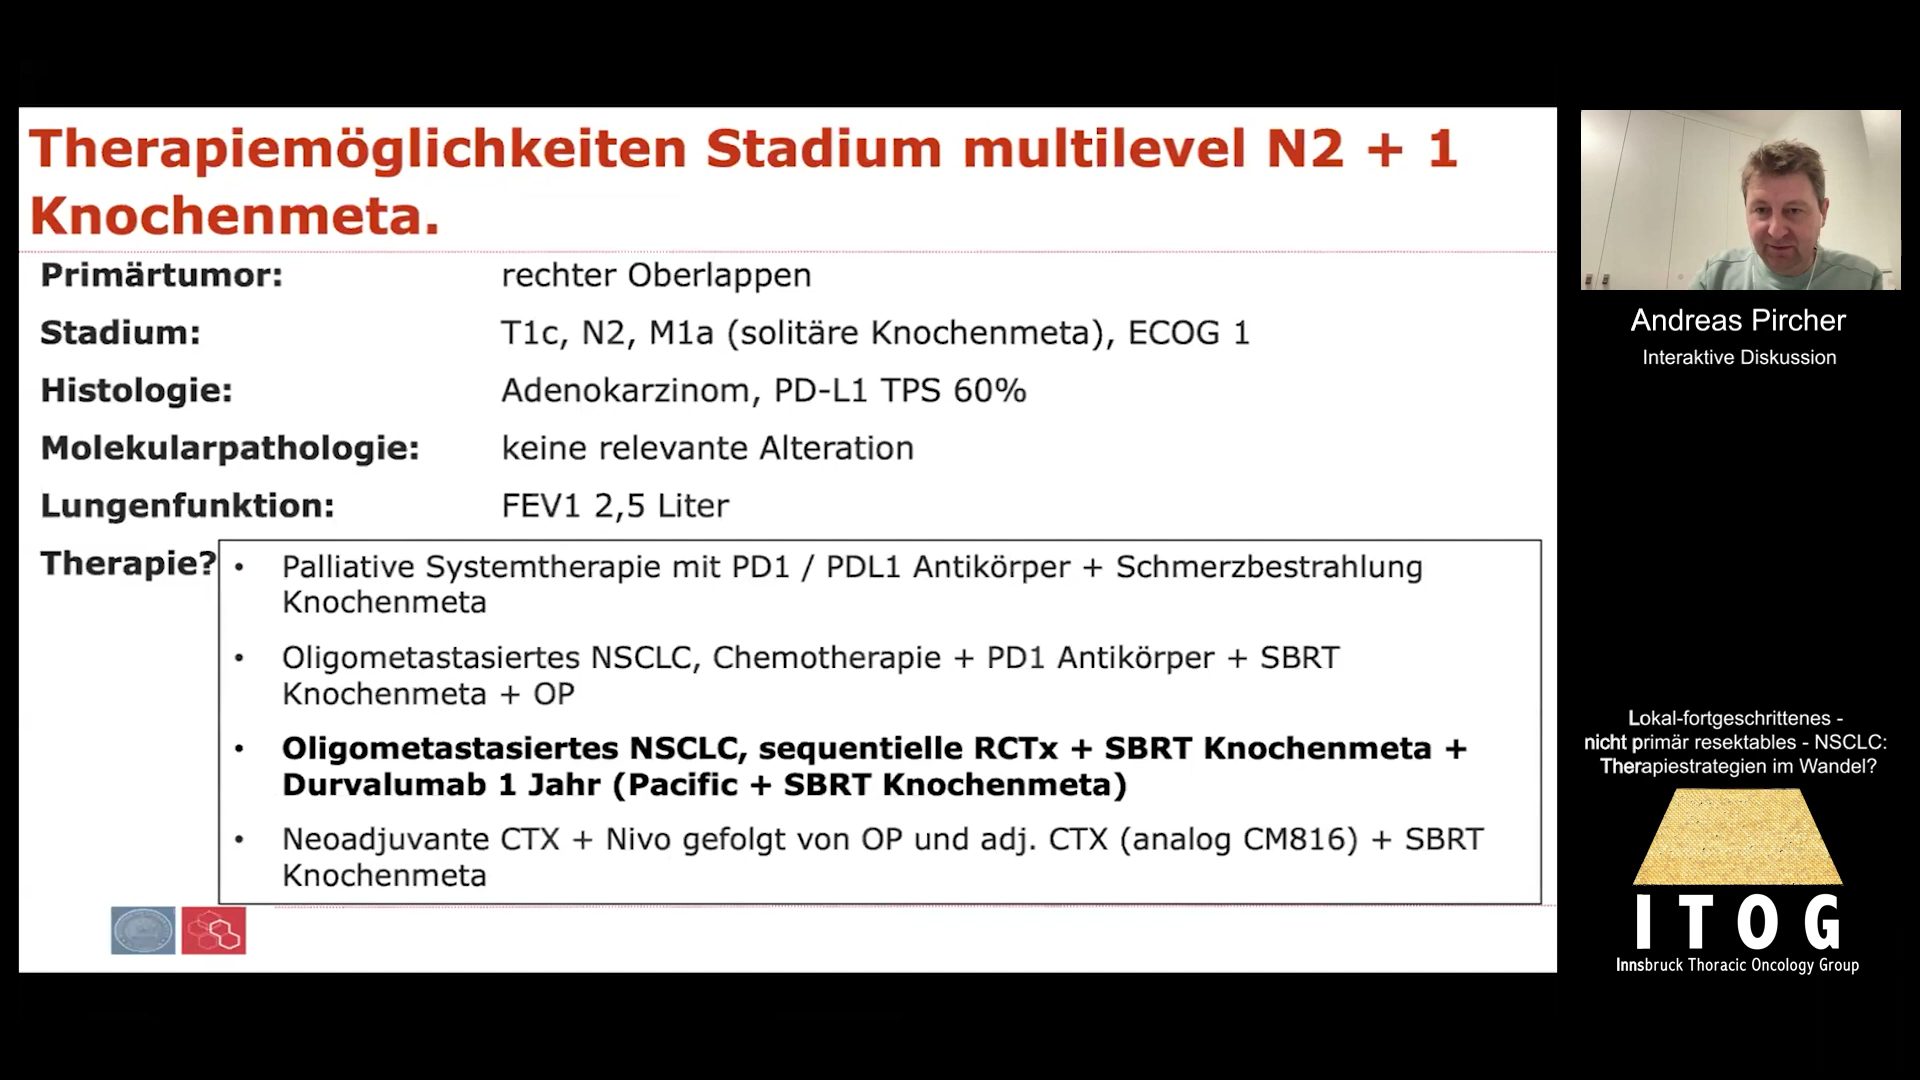 Therapiemöglichkeiten Stadium multilevel N2 + 1
Knochenmeta.
Primärtumor: rechter Oberlappen
Stadium: T1c, N2, M1a (solitäre Knochenmeta), ECOG 1
Histologie: Adenokarzinom, PD-L1 TPS 60%
Molekularpathologie: keine relevante Alteration
Lungenfunktion: FEV1 2,5 Liter
Therapie?
• Palliative Systemtherapie mit PD1 / PDL1 Antikörper + Schmerzbestrahlung
Knochenmeta
• Oligometastasiertes NSCLC, Chemotherapie + PD1 Antikörper + SBRT
Knochenmeta + OP
• Oligometastasiertes NSCLC, sequentielle RCTx + SBRT Knochenmeta +
Durvalumab 1 Jahr (Pacific + SBRT Knochenmeta)
• Neoadjuvante CTX + Nivo gefolgt von OP und adj. CTX (analog CM816) + SBRT
Knochenmeta
Andreas Pircher
Interaktive Diskussion
Lokal-fortgeschrittenes -
nicht primär resektables - NSCLC:
Therapiestrategien im Wandel?
ITOG
Innsbruck Thoracic Oncology Group